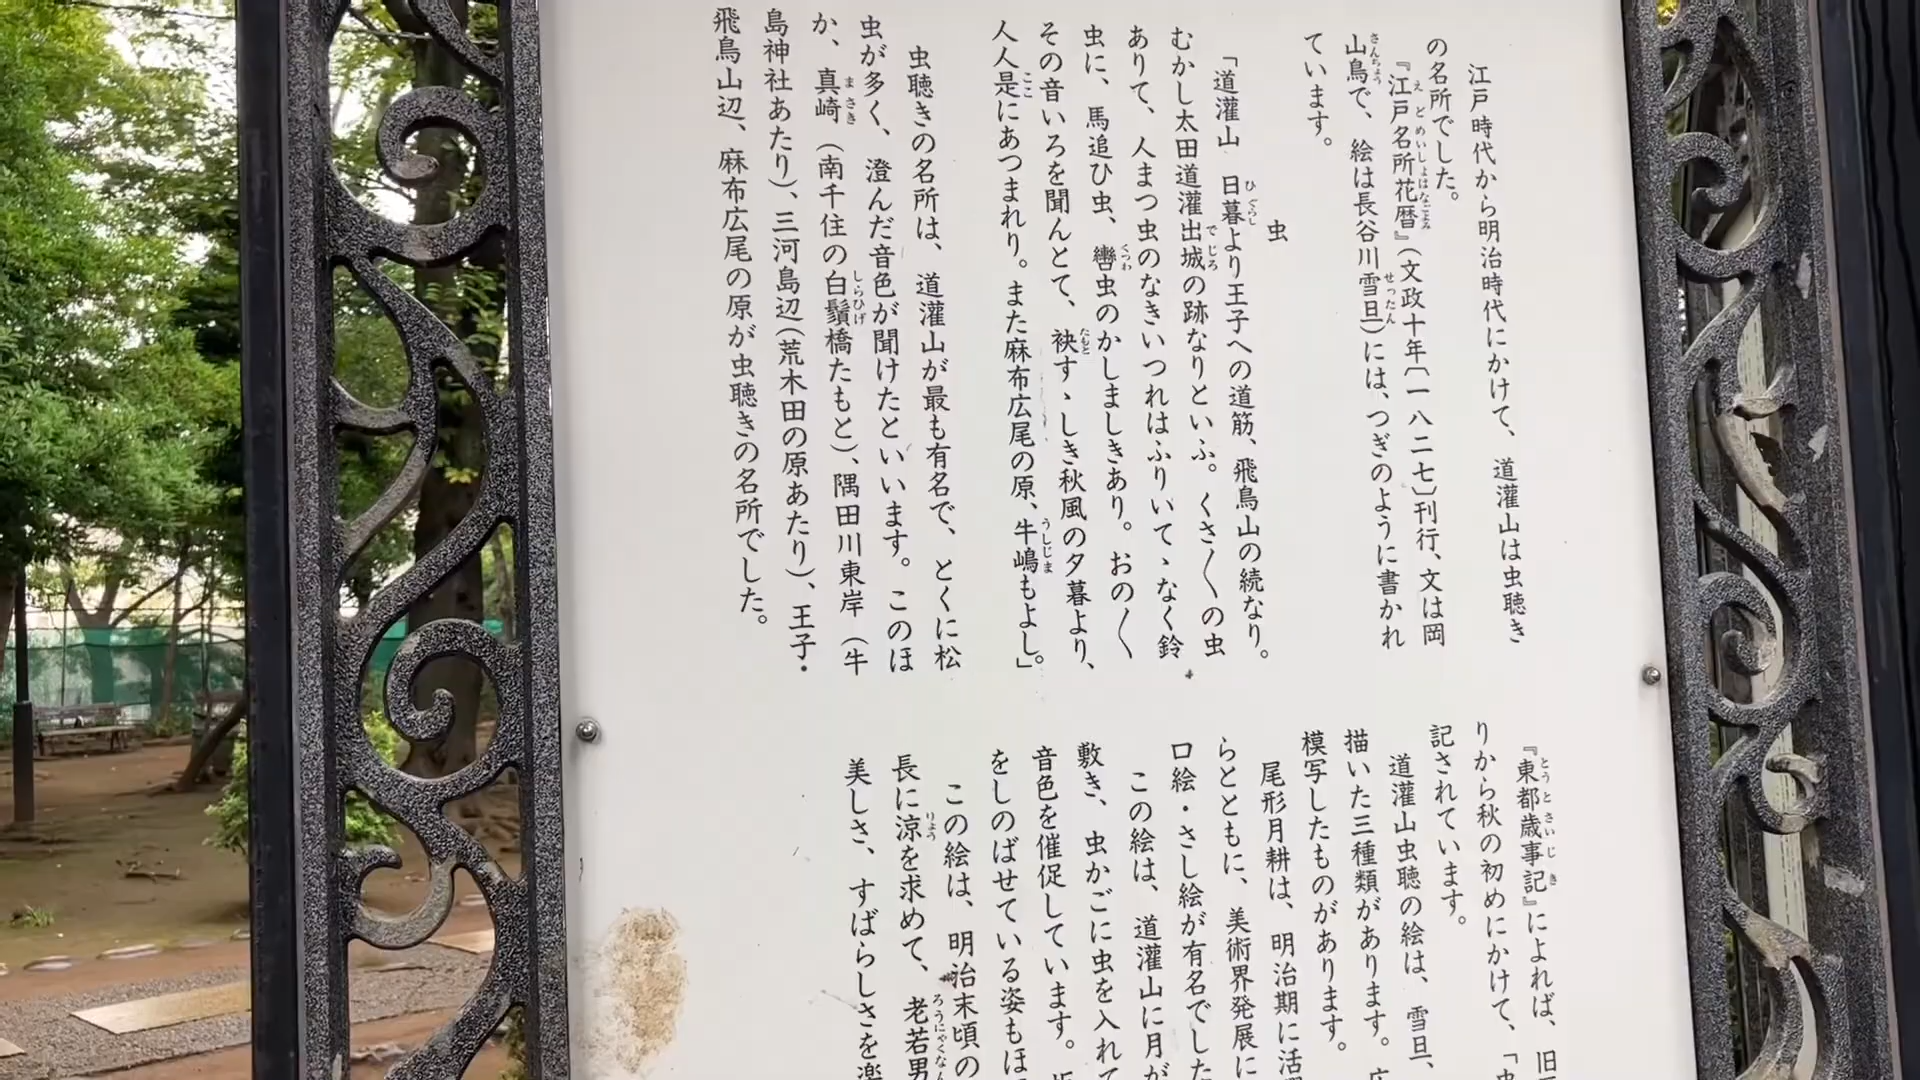 江戸時代から明治時代にかけて、道灌山は虫聴き
の名所でした。
『江戸名所花暦』(文政十年〔一八二七〕刊行、文は岡
山鳥で、絵は長谷川雪旦)には、つぎのように書かれ
ています。
虫
「道灌山 日暮より王子への道筋、飛鳥山の続なり。
むかし太田道灌出城の跡なりといふ。くさ〱の虫
ありて、人まつ虫のなきいつれはふりいてゝなく鈴
虫に、馬追ひ虫、轡虫のかしましきあり。おの〱
その音いろを聞んとて、袂すゝしき秋風の夕暮より、
人人是にあつまれり。また麻布広尾の原、牛嶋もよし。」
虫聴きの名所は、道灌山が最も有名で、とくに松
虫が多く、澄んだ音色が聞けたといいます。このほ
か、真崎(南千住の白鬚橋たもと)、隅田川東岸(牛
島神社あたり)、三河島辺(荒木田の原あたり)、王子・
飛鳥山辺、麻布広尾の原が虫聴きの名所でした。
『東都歳事記』によれば、旧
りから秋の初めにかけて、「虫
記されています。
道灌山虫聴の絵は、雪旦、
描いた三種類があります。広
模写したものがあります。
尾形月耕は、明治期に活
らとともに、美術界発展に
口絵・さし絵が有名でした
この絵は、道灌山に月が
敷き、虫かごに虫を入れて
音色を催促しています。
をしのばせている姿もほ
この絵は、明治末頃の
長に涼を求めて、老若男
美しさ、すばらしさを楽